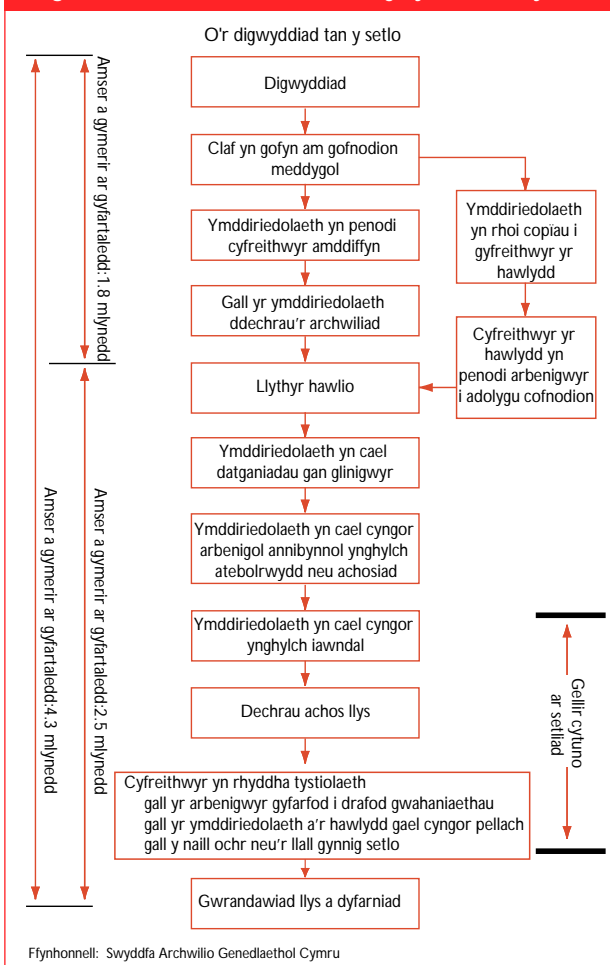 O'r digwyddiad tan y setlo
Digwyddiad
Claf yn gofyn am gofnodion
meddygol
Ymddiriedolaeth yn penodi
cyfreithwyr amddiffyn
Gall yr ymddiriedolaeth
ddechrau'r archwiliad
Ymddiriedolaeth
yn rhoi copïau i
gyfreithwyr yr
hawlydd
Cyfreithwyr yr
hawlydd yn
penodi arbenigwyr
i adolygu cofnodion
Llythyr hawlio
Ymddiriedolaeth yn cael
datganiadau gan glinigwyr
Ymddiriedolaeth yn cael cyngor
arbenigol annibynnol ynghylch
atebolrwydd neu achosiad
Ymddiriedolaeth yn cael cyngor
ynghylch iawndal
Dechrau achos llys
Cyfreithwyr yn rhyddha tystiolaeth
gall yr arbenigwyr gyfarfod i drafod gwahaniaethau
gall yr ymddiriedolaeth a'r hawlydd gael cyngor pellach
gall y naill ochr neu'r llall gynnig setlo
Gwrandawiad llys a dyfarniad
Amser a gymerir ar gyfartaledd:1.8 mlynedd
Amser a gymerir ar gyfartaledd:2.5 mlynedd
Amser a gymerir ar gyfartaledd:4.3 mlynedd
Gellir cytuno
ar setliad
Ffynhonnell: Swyddfa Archwilio Genedlaethol Cymru